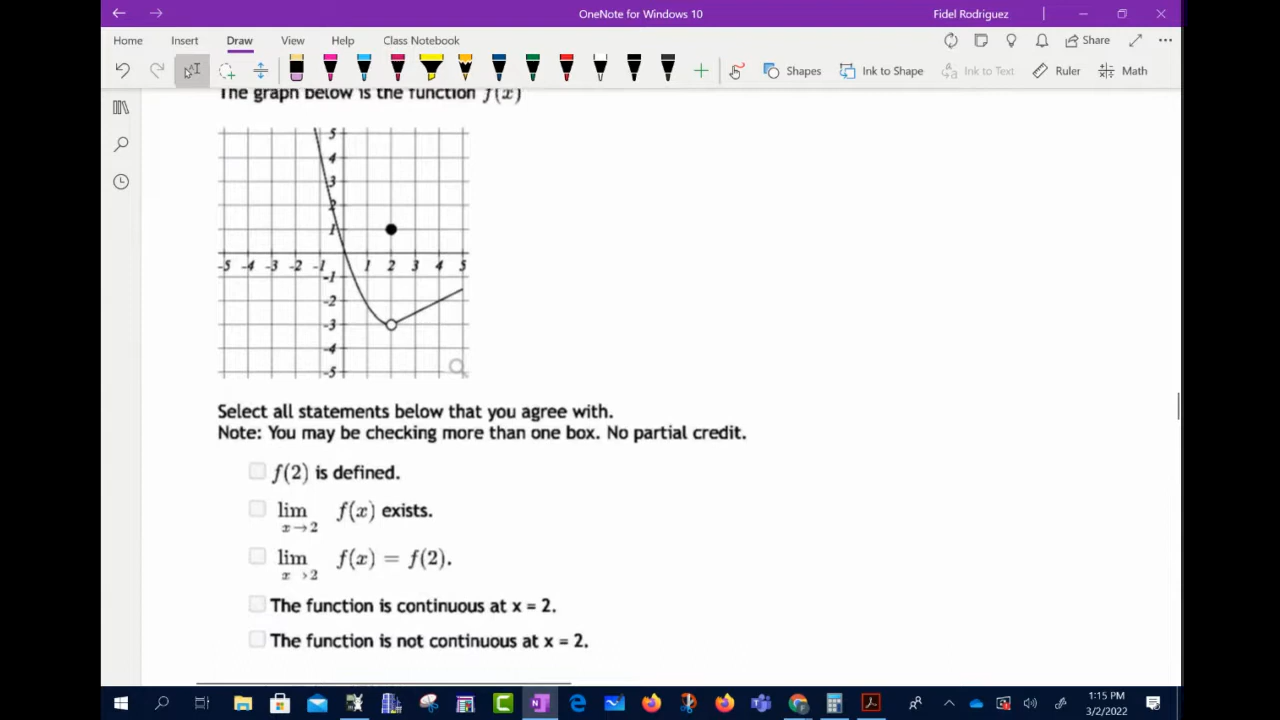 OneNote for Windows 10
Fidel Rodriguez
Home Insert Draw View Help Class Notebook
Share
Shapes Ink to Shape Ink to Text Ruler Math
The graph below is the function f(x)
5
4
3
2
1
-5 -4 -3 -2 -1 1 2 3 4 5
-1
-2
-3
-4
-5
Select all statements below that you agree with.
Note: You may be checking more than one box. No partial credit.
f(2) is defined.
lim f(x) exists.
x→2
lim f(x) = f(2).
x→2
The function is continuous at x = 2.
The function is not continuous at x = 2.
1:15 PM
3/2/2022